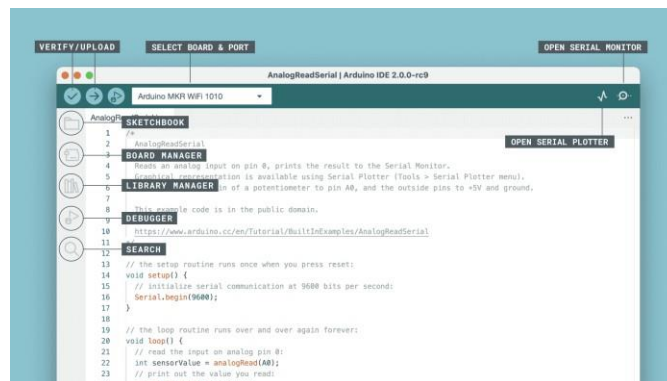 VERIFY/UPLOAD
SELECT BOARD & PORT
OPEN SERIAL MONITOR
AnalogReadSerial | Arduino IDE 2.0.0-rc9
Arduino MKR WiFi 1010
OPEN SERIAL PLOTTER
SKETCHBOOK
BOARD MANAGER
LIBRARY MANAGER
DEBUGGER
SEARCH
1 /*
2 AnalogReadSerial
4 Reads an analog input on pin 0, prints the result to the Serial Monitor.
5 Graphical representation is available using Serial Plotter (Tools > Serial Plotter menu).
of a potentiometer to pin A0, and the outside pins to +5V and ground.
7
8 This example code is in the public domain.
10 https://www.arduino.cc/en/Tutorial/BuiltInExamples/AnalogReadSerial
11
12
13 // the setup routine runs once when you press reset:
14 void setup() {
15 // initialize serial communication at 9600 bits per second:
16 Serial.begin(9600);
17 }
18
19 // the loop routine runs over and over again forever:
20 void loop() {
21 // read the input on analog pin 0:
22 int sensorValue = analogRead(A0);
23 // print out the value you read: